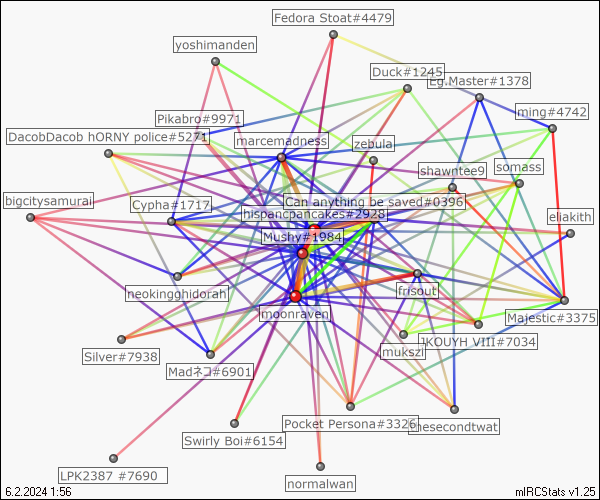 Fedora Stoat#4479
yoshimanden
Duck#1245
Eg.Master#1378
Pikabro#9971
ming#4742
DacobDacob hORNY police#5271
marcemadness
zebula
shawntee9
somass
bigcitysamurai
Cypha#1717
Can anything be saved#0396
hispancpancakes#2928
eliakith
Mushy#1984
neokingghidorah
frisout
moonraven
Majestic#3375
JKOUYH VIII#7034
mukszi
Silver#7938
Madネコ#6901
Pocket Persona#3326
thesecondtwat
Swirly Boi#6154
LPK2387 #7690
normalwan
6.2.2024 1:56
mIRCStats v1.25